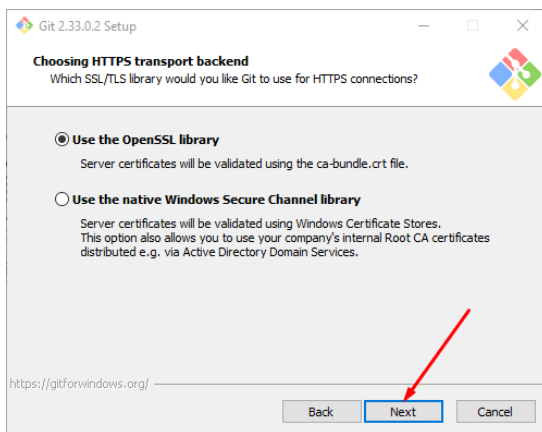 Git 2.33.0.2 Setup
Choosing HTTPS transport backend
Which SSL/TLS library would you like Git to use for HTTPS connections?
Use the OpenSSL library
Server certificates will be validated using the ca-bundle.crt file.
Use the native Windows Secure Channel library
Server certificates will be validated using Windows Certificate Stores.
This option also allows you to use your company's internal Root CA certificates
distributed e.g. via Active Directory Domain Services.
https://gitforwindows.org/
Back Next Cancel